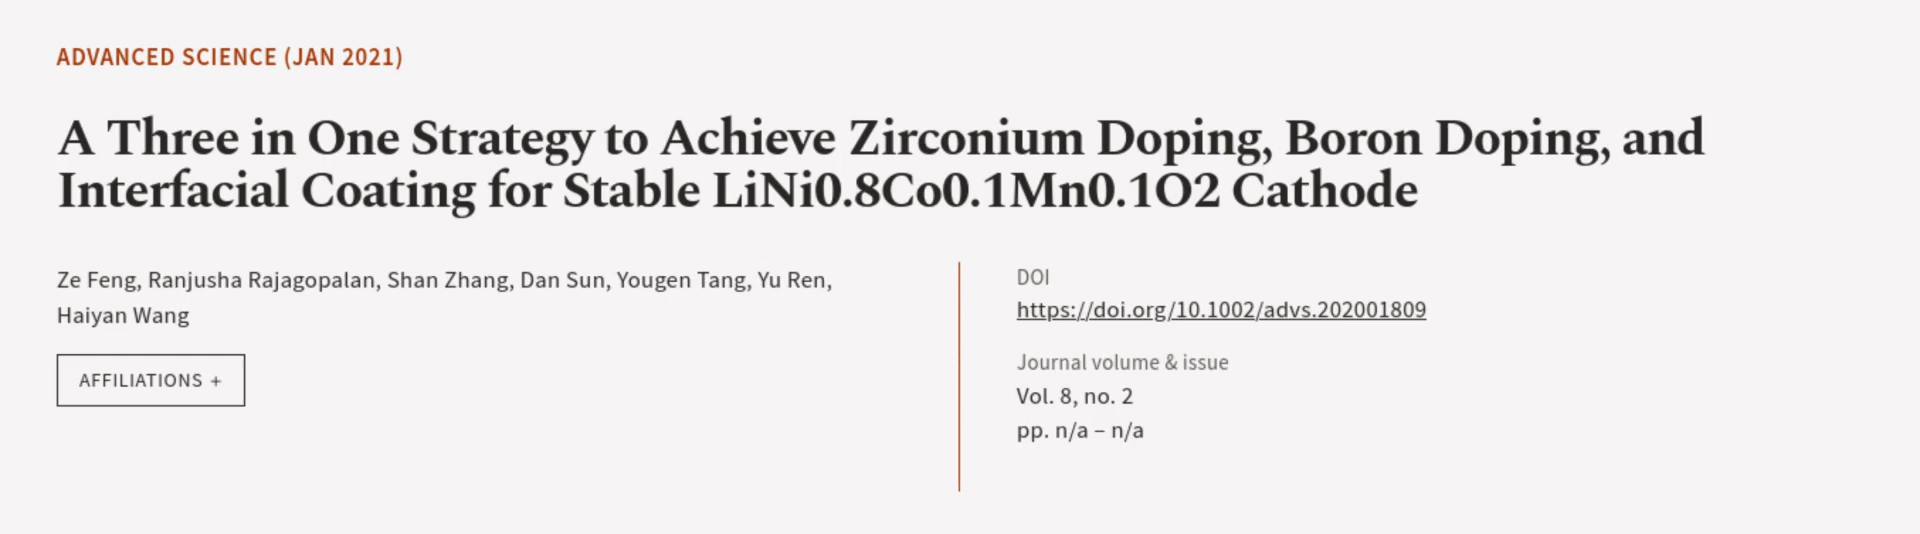 ADVANCED SCIENCE (JAN 2021)
A Three in One Strategy to Achieve Zirconium Doping, Boron Doping, and
Interfacial Coating for Stable LiNi0.8Co0.1Mn0.1O2 Cathode
Ze Feng, Ranjusha Rajagopalan, Shan Zhang, Dan Sun, Yougen Tang, Yu Ren,
Haiyan Wang
AFFILIATIONS +
DOI
https://doi.org/10.1002/advs.202001809
Journal volume & issue
Vol. 8, no. 2
pp. n/a – n/a